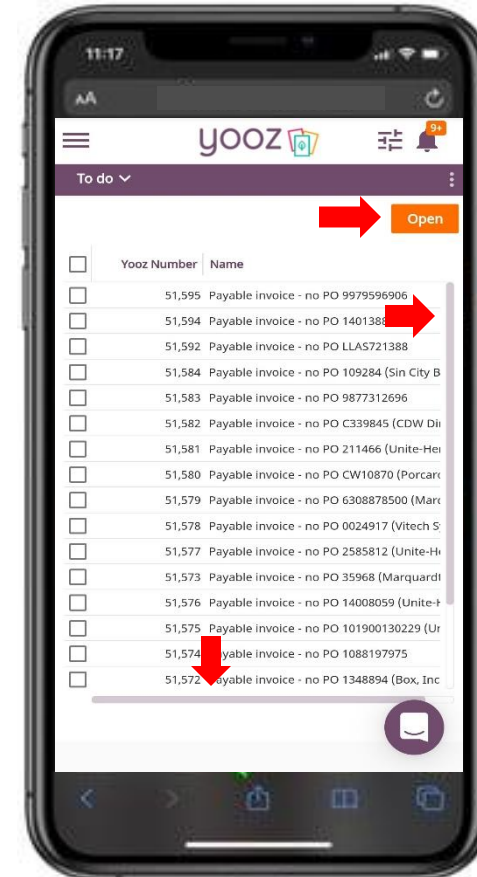 11:17
AA
yooz
9+
To do
Open
Yooz Number Name
51,595 Payable invoice - no PO 9979596906
51,594 Payable invoice - no PO 140138
51,592 Payable invoice - no PO LLAS721388
51,584 Payable invoice - no PO 109284 (Sin City B
51,583 Payable invoice - no PO 9877312696
51,582 Payable invoice - no PO C339845 (CDW Di
51,581 Payable invoice - no PO 211466 (Unite-He
51,580 Payable invoice - no PO CW10870 (Porcar
51,579 Payable invoice - no PO 6308878500 (Marc
51,578 Payable invoice - no PO 0024917 (Vitech S
51,577 Payable invoice - no PO 2585812 (Unite-H
51,573 Payable invoice - no PO 35968 (Marquard
51,576 Payable invoice - no PO 14008059 (Unite-
51,575 Payable invoice - no PO 101900130229 (U
51,574 invoice - no PO 1088197975
51,572 invoice - no PO 1348894 (Box, Inc